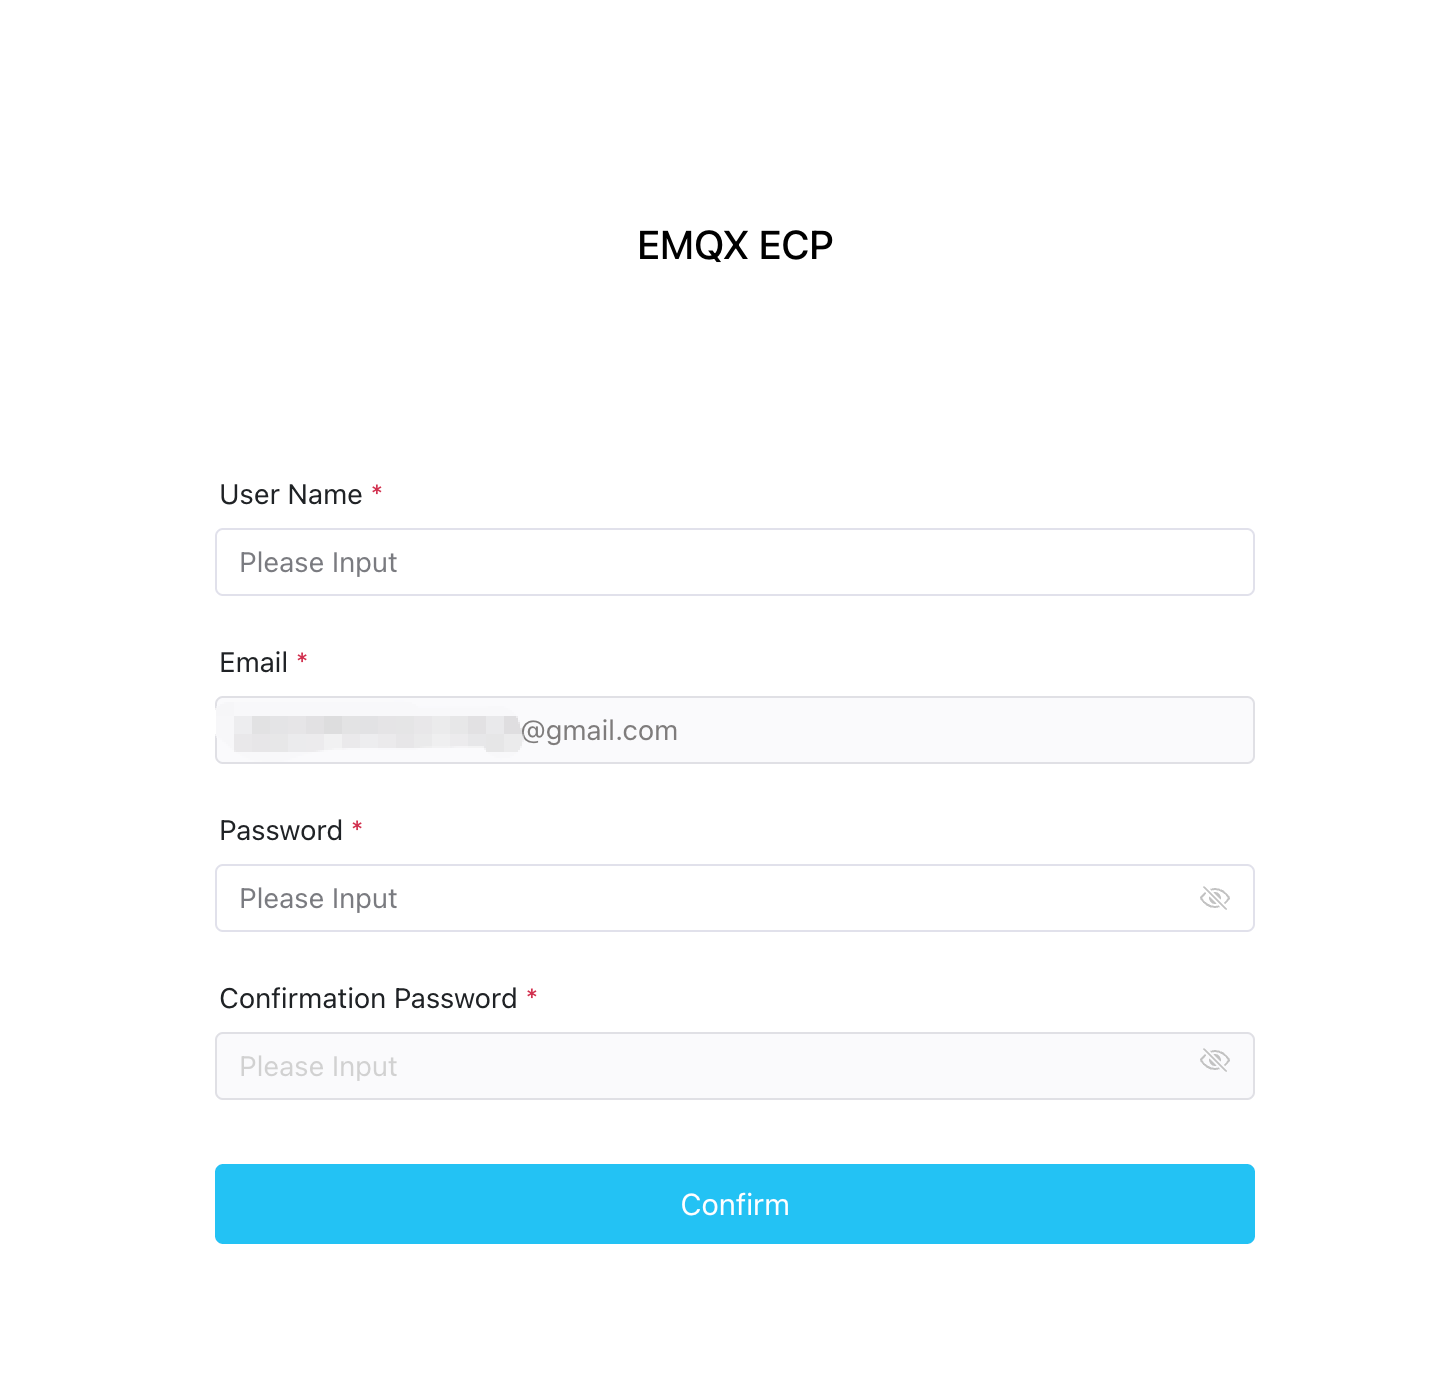 EMQX ECP
User Name *
Please Input
Email *
@gmail.com
Password *
Please Input
Confirmation Password *
Please Input
Confirm